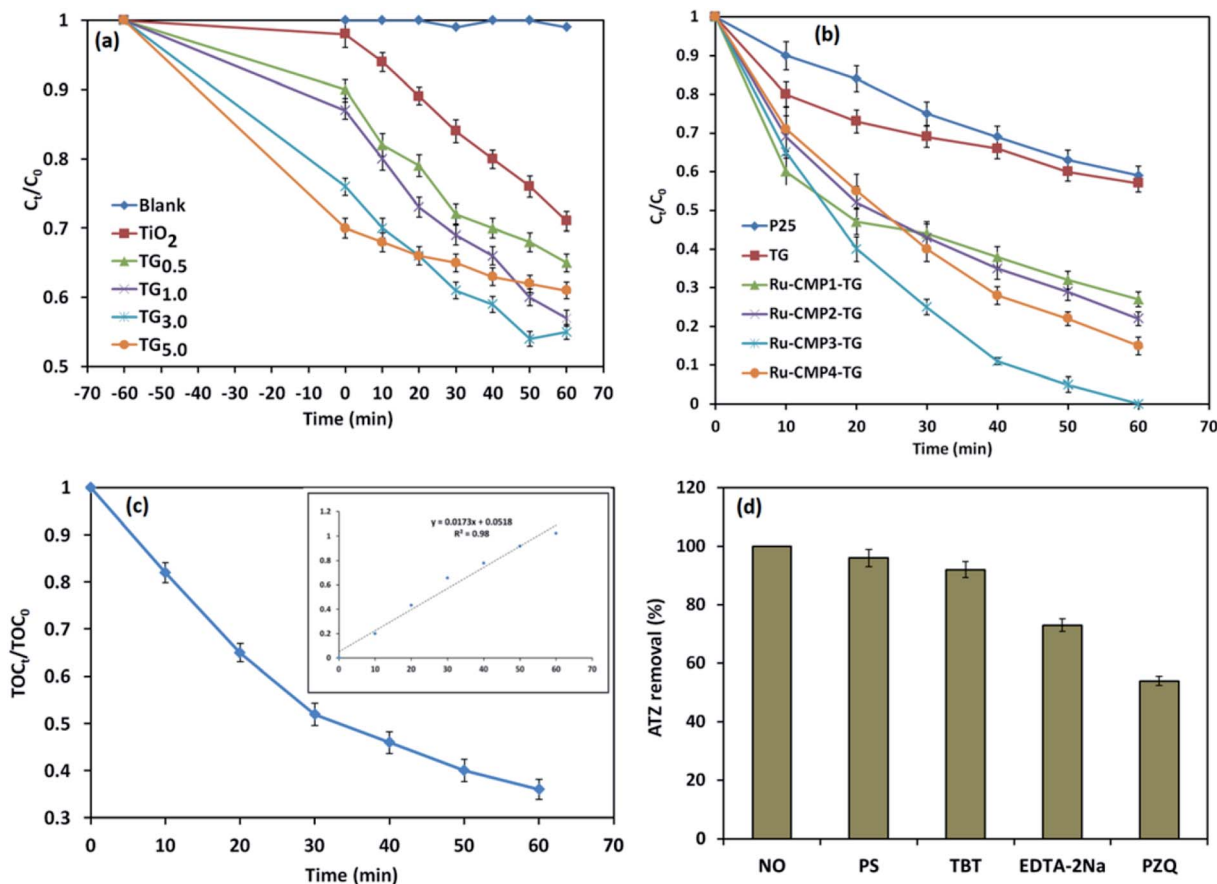 (a)
1
0.9
0.8
0.7
0.6
0.5
Cₜ/C₀
Blank
TiO₂
TG₀.₅
TG₁.₀
TG₃.₀
TG₅.₀
-70 -60 -50 -40 -30 -20 -10 0 10 20 30 40 50 60 70
Time (min)
(b)
1
0.9
0.8
0.7
0.6
0.5
0.4
0.3
0.2
0.1
0
Cₜ/C₀
P25
TG
Ru-CMP1-TG
Ru-CMP2-TG
Ru-CMP3-TG
Ru-CMP4-TG
0 10 20 30 40 50 60 70
Time (min)
(c)
1
0.9
0.8
0.7
0.6
0.5
0.4
0.3
TOCₜ/TOC₀
1.2
1
0.8
0.6
0.4
0.2
0
y = 0.0173x + 0.0518
R² = 0.98
0 10 20 30 40 50 60 70
0 10 20 30 40 50 60 70
Time (min)
(d)
120
100
80
60
40
20
0
ATZ removal (%)
NO PS TBT EDTA-2Na PZQ